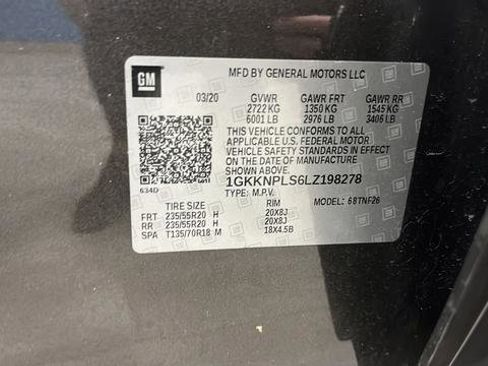 GM
MFD BY GENERAL MOTORS LLC
03/20 GVWR GAWR FRT GAWR RR
2722 KG 1350 KG 1545 KG
6001 LB 2976 LB 3406 LB
THIS VEHICLE CONFORMS TO ALL
APPLICABLE U.S. FEDERAL MOTOR
VEHICLE SAFETY STANDARDS IN EFFECT
ON THE DATE OF MANUFACTURE SHOWN ABOVE.
634D 1GKKNPLS6LZ198278
TYPE: M.P.V.
TIRE SIZE RIM MODEL: 68TNF26
FRT 235/55R20 H 20X8J
RR 235/55R20 H 20X8J
SPA T135/70R18 M 18X4.5B